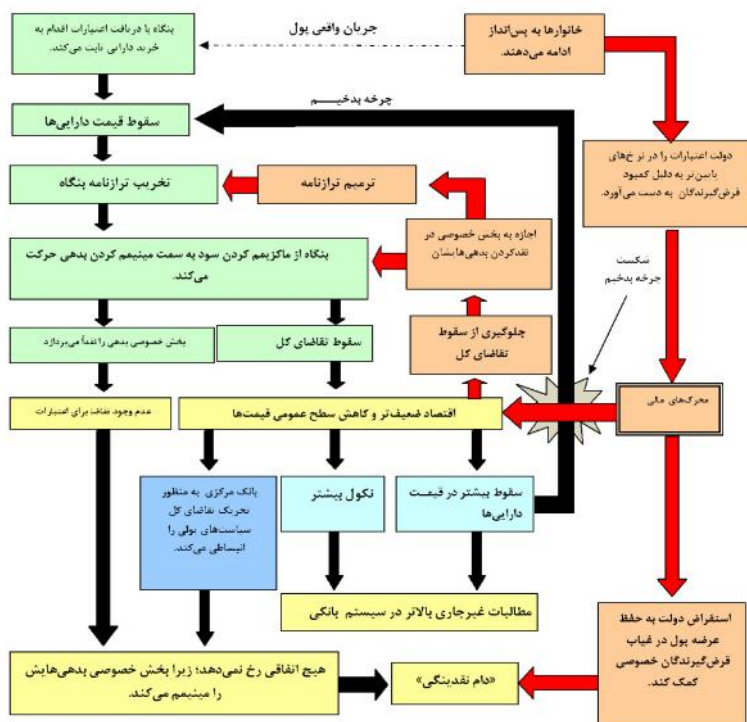 پنگاه با دریافت اعتبارات اقدام به
خرید دارایی ثابت می‌کند.
جریان واقعی پول
خانوارها به پس‌انداز
ادامه می‌دهند.
چرخه بدخیـــم
سقوط قیمت دارایی‌ها
دولت اعتبارات را در نرخ‌های
پایین‌تر به دلیل کمبود
قرض‌گیرندگان به دست می‌آورد.
تخریب ترازنامه بنگاه
ترمیم ترازنامه
اجازه به بخش خصوصی در
نقدکردن بدهی‌هایشان
شکست
چرخه بدخیم
بنگاه از ماکزیمم کردن سود به سمت مینیمم کردن بدهی حرکت
می‌کند.
بخش خصوصی بدهی را نقداً می‌پردازد
سقوط تقاضای کل
جلوگیری از سقوط
تقاضای کل
عدم وجود تقاضا برای اعتبارات
اقتصاد ضعیف‌تر و کاهش سطح عمومی قیمت‌ها
محرک‌های مالی
بانک مرکزی به منظور
تحریک تقاضای کل
سیاست‌های پولی را
انبساطی می‌کند.
نکول بیشتر
سقوط بیشتر در قیمــت
دارایی‌ها
مطالبات غیرجاری بالاتر در سیستم بانکی
استقراض دولت به حفظ
عرضه پول در غیاب
قرض‌گیرندگان خصوصی
کمک کند.
هیچ اتفاقی رخ نمی‌دهد؛ زیرا بخش خصوصی بدهی‌هایش
را مینیمم می‌کند.
«دام نقدینگی»